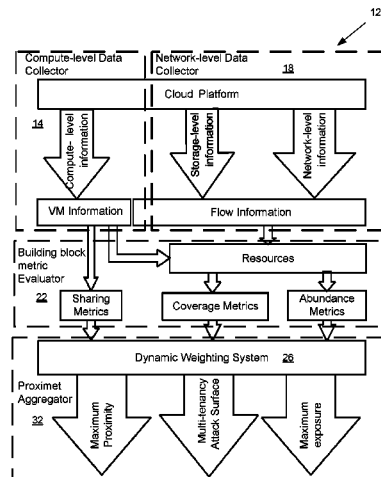 12
Compute-level Data
Collector
Network-level Data
Collector
18
Cloud Platform
14
Compute- level
information
Storage-level
information
Network-level
information
VM Information
Flow Information
Building block
metric
Evaluator
22
Resources
Sharing
Metrics
Coverage Metrics
Abundance
Metrics
Dynamic Weighting System
26
Proximet
Aggregator
32
Maximum
Proximity
Multi-tenancy
Attack Surface
Maximum
exposure